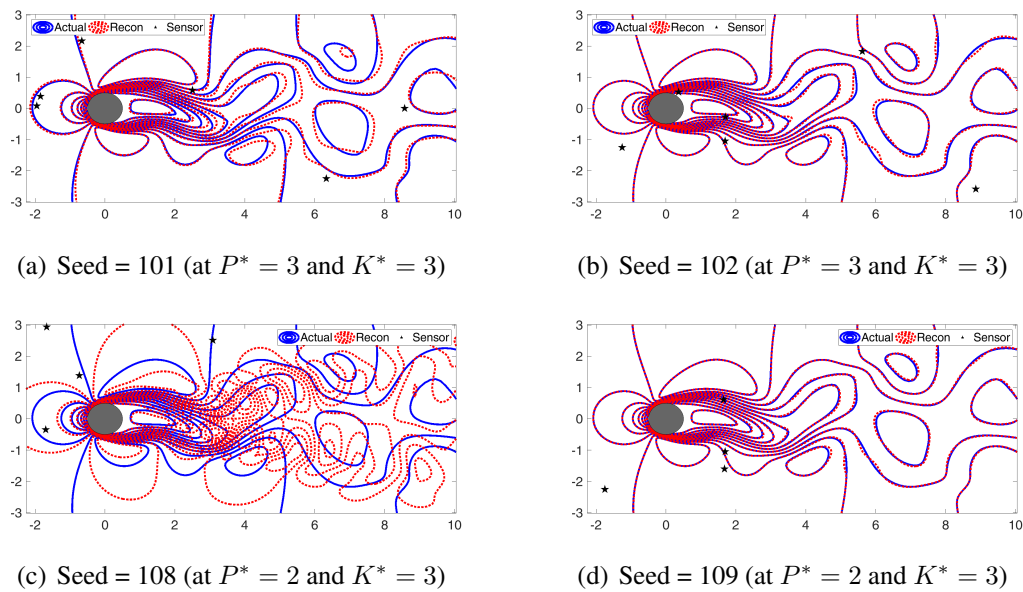 3
2
1
0
-1
-2
-3
Actual Recon Sensor
-2 0 2 4 6 8 10
(a) Seed = 101 (at P* = 3 and K* = 3)
3
2
1
0
-1
-2
-3
Actual Recon Sensor
-2 0 2 4 6 8 10
(b) Seed = 102 (at P* = 3 and K* = 3)
3
2
1
0
-1
-2
-3
Actual Recon Sensor
-2 0 2 4 6 8 10
(c) Seed = 108 (at P* = 2 and K* = 3)
3
2
1
0
-1
-2
-3
Actual Recon Sensor
-2 0 2 4 6 8 10
(d) Seed = 109 (at P* = 2 and K* = 3)